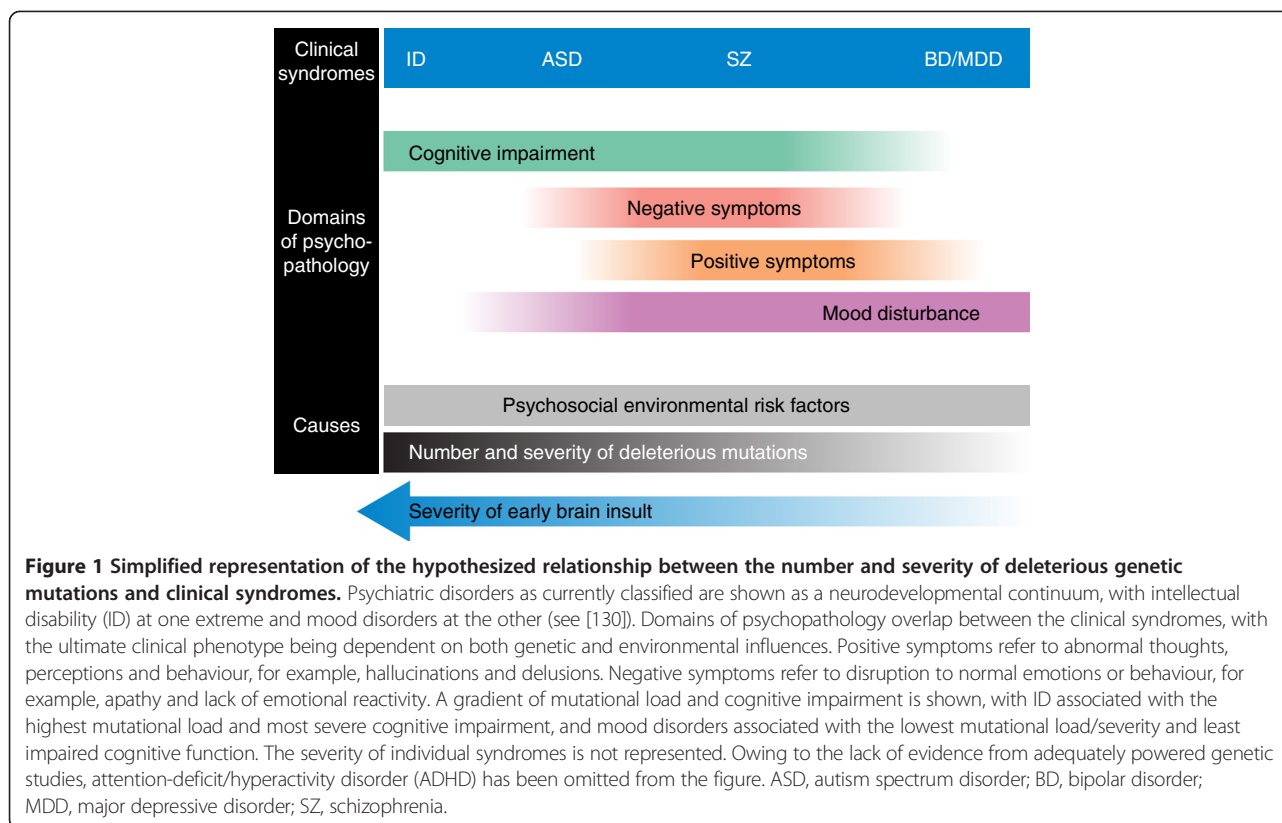 Clinical
syndromes
ID ASD SZ BD/MDD
Cognitive impairment
Negative symptoms
Domains
of psycho-
pathology
Positive symptoms
Mood disturbance
Psychosocial environmental risk factors
Causes
Number and severity of deleterious mutations
Severity of early brain insult
Figure 1 Simplified representation of the hypothesized relationship between the number and severity of deleterious genetic
mutations and clinical syndromes. Psychiatric disorders as currently classified are shown as a neurodevelopmental continuum, with intellectual
disability (ID) at one extreme and mood disorders at the other (see [130]). Domains of psychopathology overlap between the clinical syndromes, with
the ultimate clinical phenotype being dependent on both genetic and environmental influences. Positive symptoms refer to abnormal thoughts,
perceptions and behaviour, for example, hallucinations and delusions. Negative symptoms refer to disruption to normal emotions or behaviour, for
example, apathy and lack of emotional reactivity. A gradient of mutational load and cognitive impairment is shown, with ID associated with the
highest mutational load and most severe cognitive impairment, and mood disorders associated with the lowest mutational load/severity and least
impaired cognitive function. The severity of individual syndromes is not represented. Owing to the lack of evidence from adequately powered genetic
studies, attention-deficit/hyperactivity disorder (ADHD) has been omitted from the figure. ASD, autism spectrum disorder; BD, bipolar disorder;
MDD, major depressive disorder; SZ, schizophrenia.